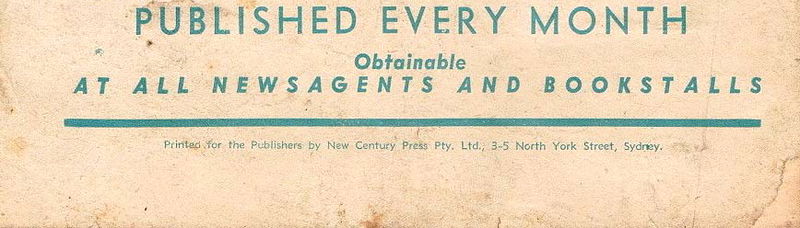 PUBLISHED EVERY MONTH
Obtainable
AT ALL NEWSAGENTS AND BOOKSTALLS
Printed for the Publishers by New Century Press Pty. Ltd., 3-5 North York Street, Sydney.